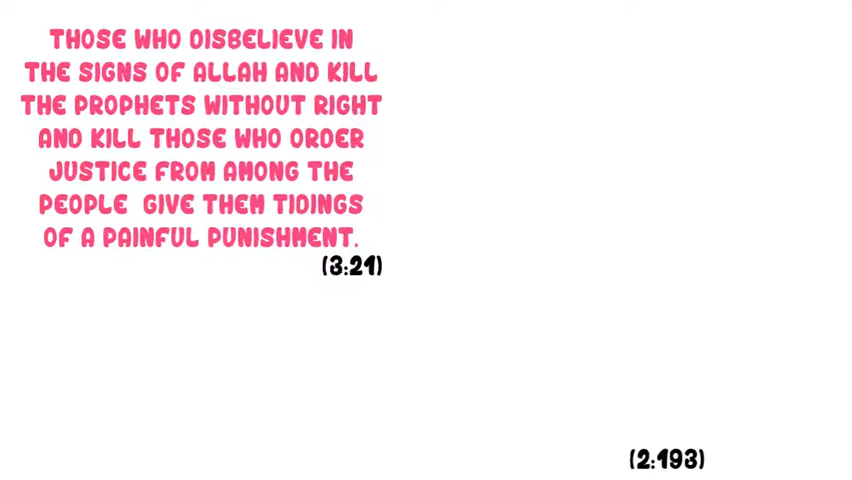 THOSE WHO DISBELIEVE IN
THE SIGNS OF ALLAH AND KILL
THE PROPHETS WITHOUT RIGHT
AND KILL THOSE WHO ORDER
JUSTICE FROM AMONG THE
PEOPLE GIVE THEM TIDINGS
OF A PAINFUL PUNISHMENT.
(3:21)
(2:193)